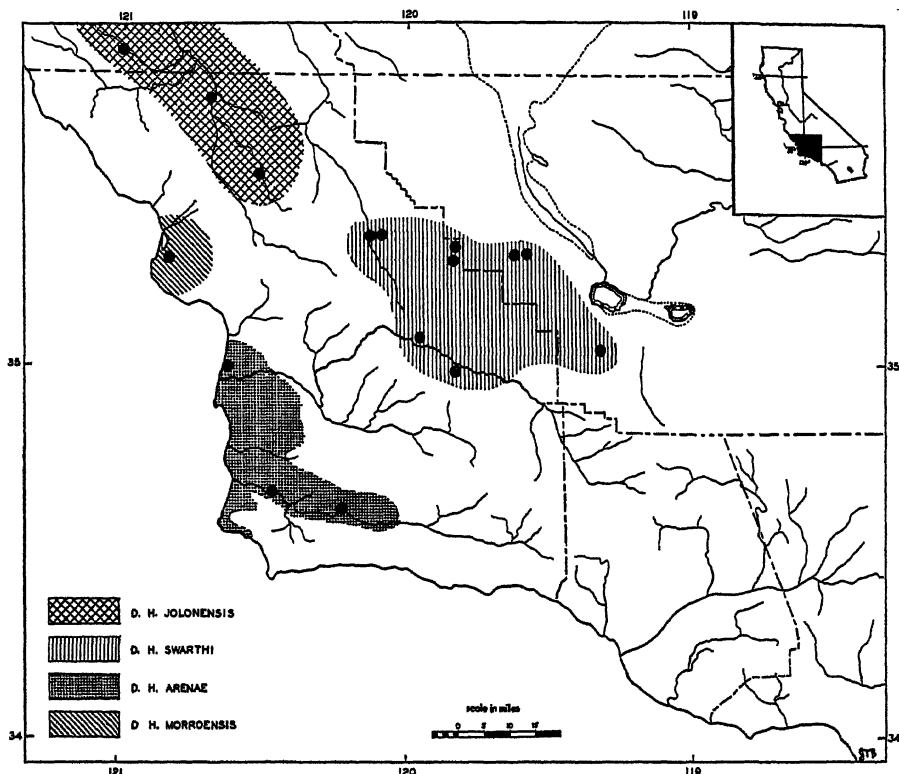 121 120 119
35 35
D. H. JOLONENSIS
D. H. SWARTHI
D. H. ARENAE
D H. MORROENSIS
scale in miles
34 34
121 120 119